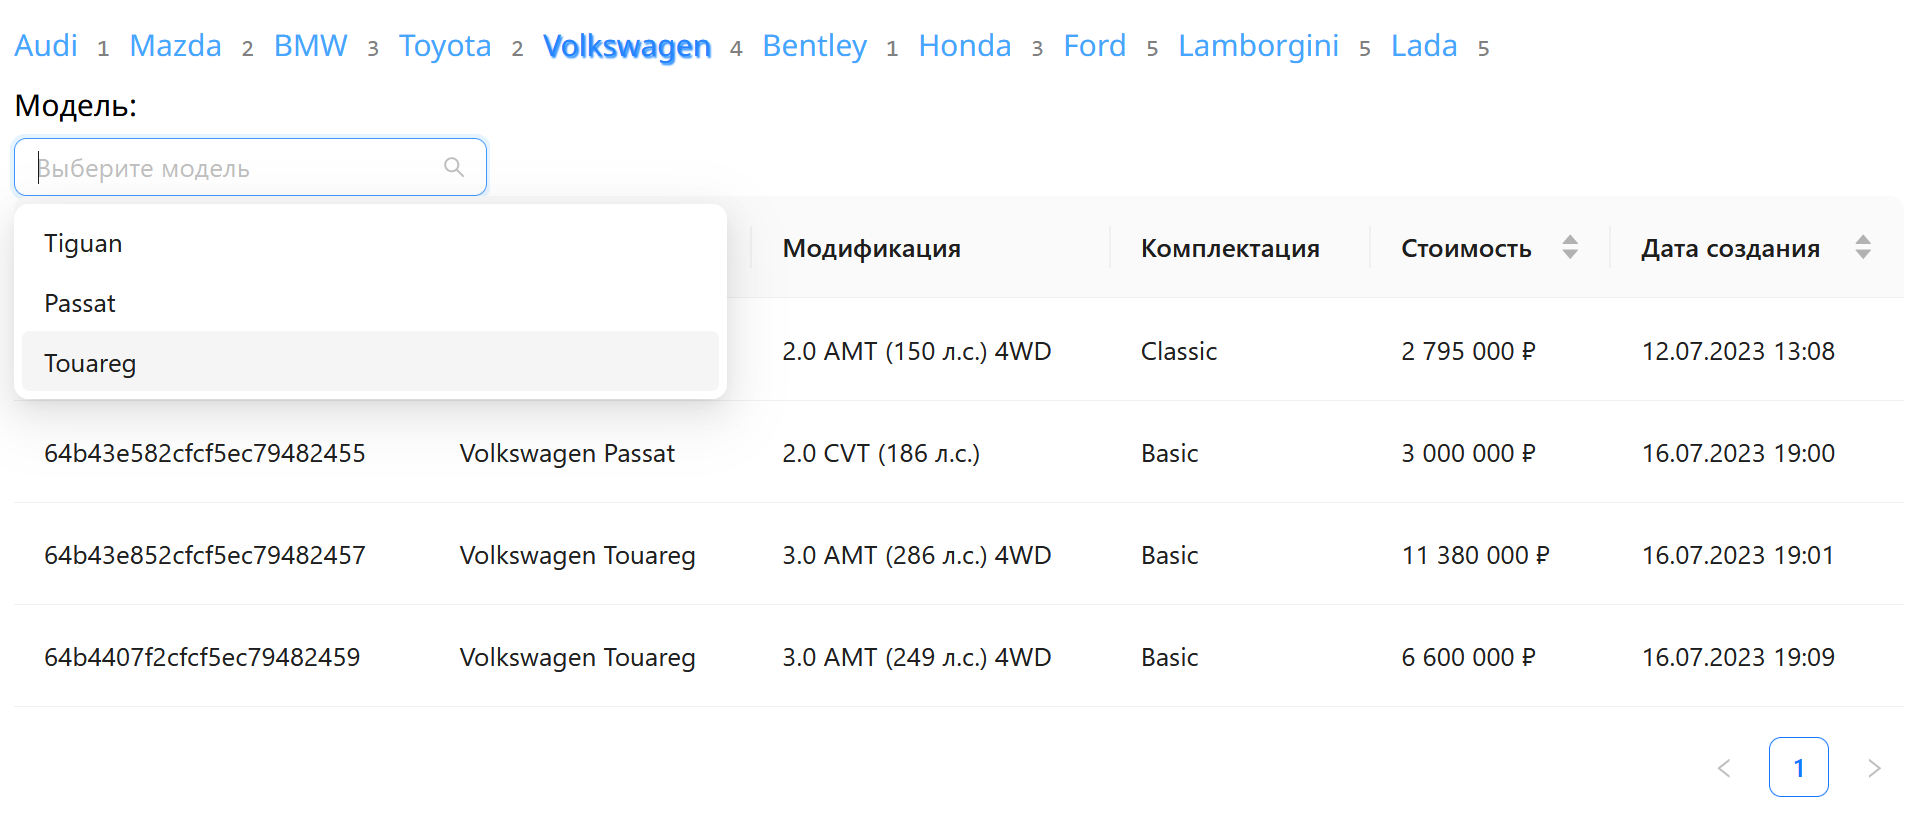 Audi 1 Mazda 2 BMW 3 Toyota 2 Volkswagen 4 Bentley 1 Honda 3 Ford 5 Lamborgini 5 Lada 5
Модель:
Выберите модель
Tiguan
Passat
Touareg
Модификация Комплектация Стоимость Дата создания
2.0 AMT (150 л.с.) 4WD Classic 2 795 000 ₽ 12.07.2023 13:08
64b43e582cfcf5ec79482455 Volkswagen Passat 2.0 CVT (186 л.с.) Basic 3 000 000 ₽ 16.07.2023 19:00
64b43e852cfcf5ec79482457 Volkswagen Touareg 3.0 AMT (286 л.с.) 4WD Basic 11 380 000 ₽ 16.07.2023 19:01
64b4407f2cfcf5ec79482459 Volkswagen Touareg 3.0 AMT (249 л.с.) 4WD Basic 6 600 000 ₽ 16.07.2023 19:09
1